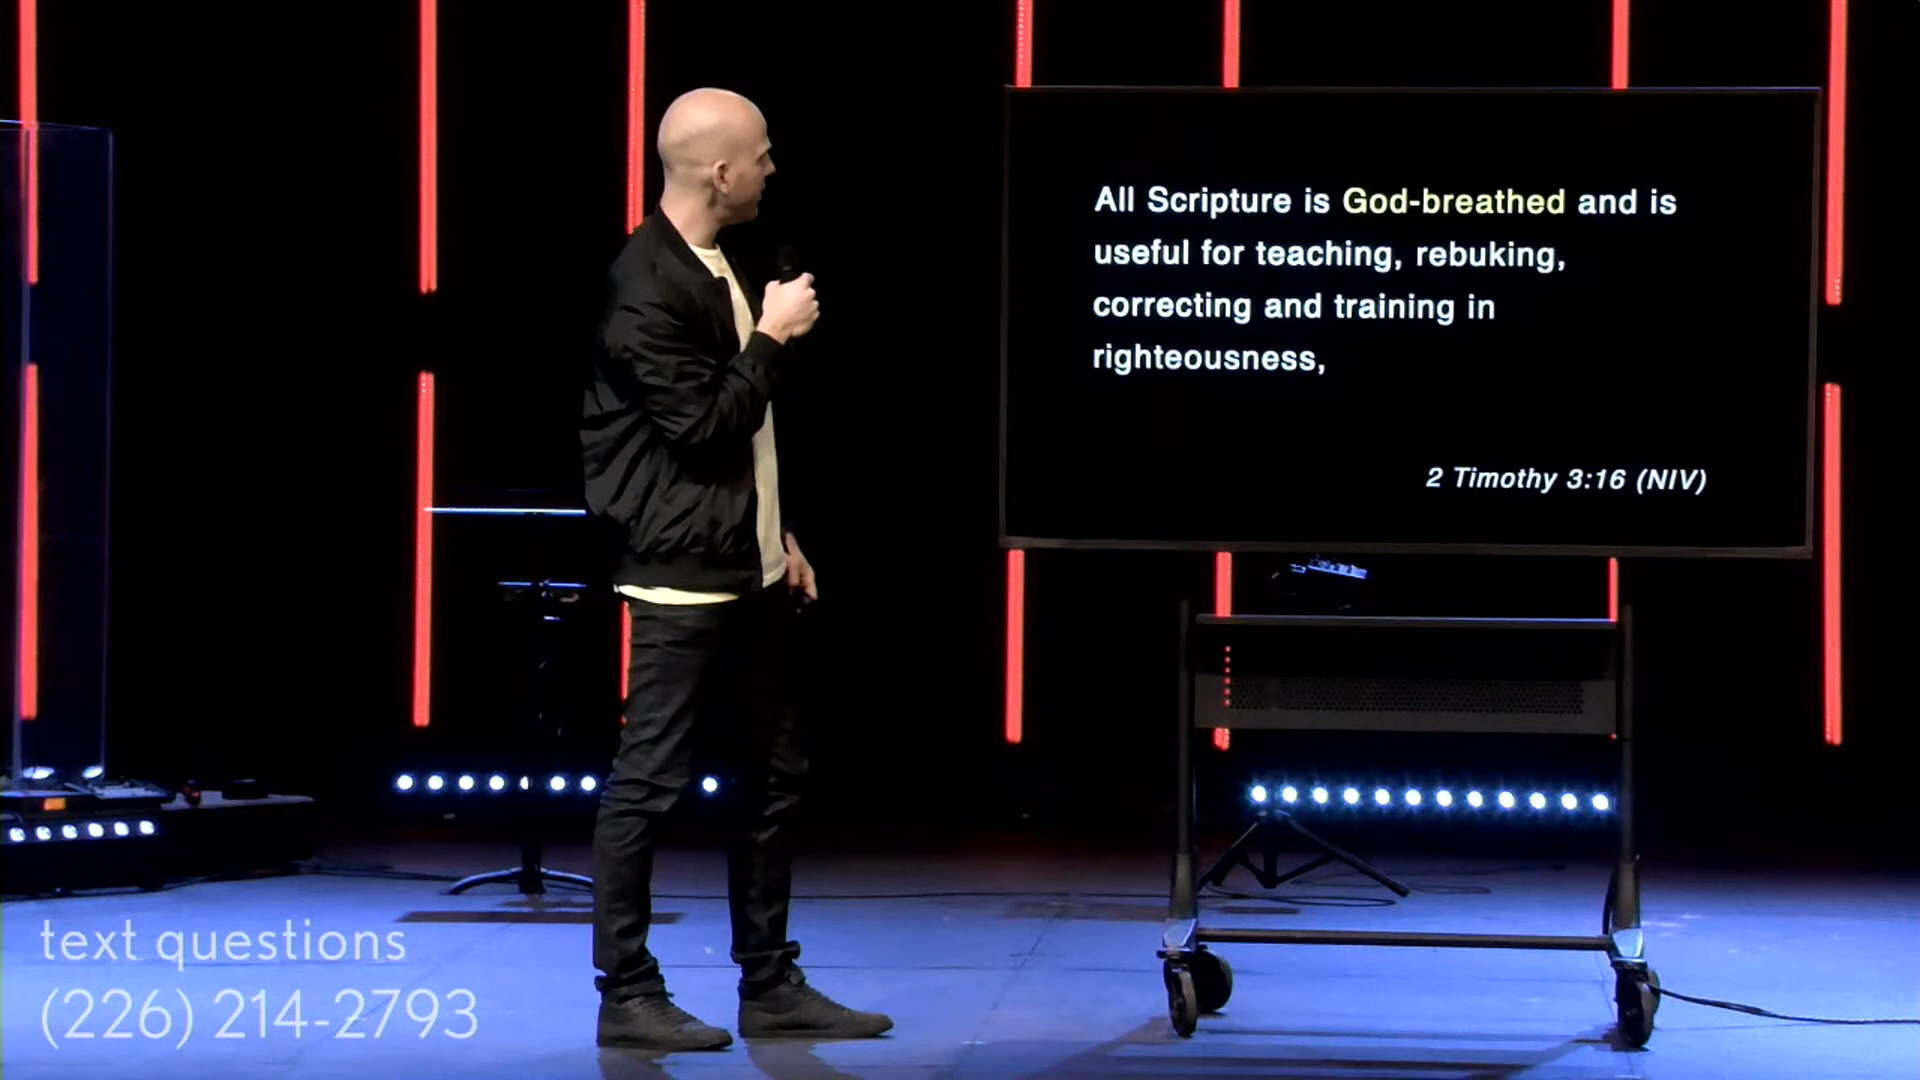 All Scripture is God-breathed and is
useful for teaching, rebuking,
correcting and training in
righteousness,
2 Timothy 3:16 (NIV)
text questions
(226) 214-2793